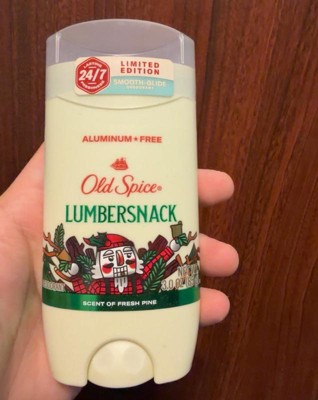 24/7
LIMITED
EDITION
SMOOTH-GLIDE
ALUMINUM + FREE
Old Spice®
LUMBERSNACK
SCENT OF FRESH PINE